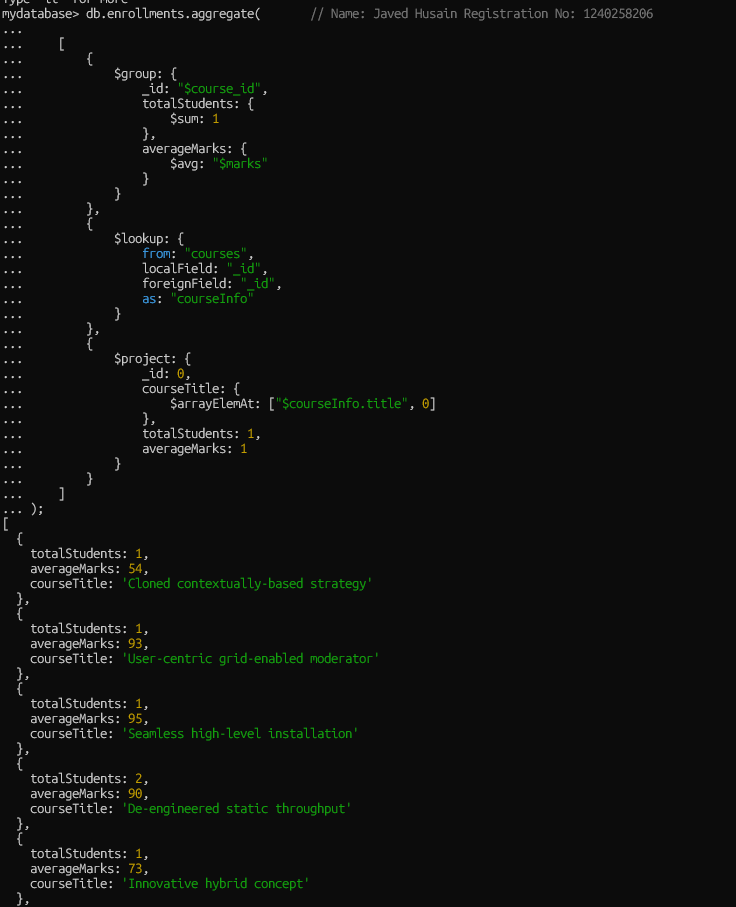 Type "it" for more
mydatabase> db.enrollments.aggregate(       // Name: Javed Husain Registration No: 1240258206
...
...     [
...         {
...             $group: {
...                 _id: "$course_id",
...                 totalStudents: {
...                     $sum: 1
...                 },
...                 averageMarks: {
...                     $avg: "$marks"
...                 }
...             }
...         },
...         {
...             $lookup: {
...                 from: "courses",
...                 localField: "_id",
...                 foreignField: "_id",
...                 as: "courseInfo"
...             }
...         },
...         {
...             $project: {
...                 _id: 0,
...                 courseTitle: {
...                     $arrayElemAt: ["$courseInfo.title", 0]
...                 },
...                 totalStudents: 1,
...                 averageMarks: 1
...             }
...         }
...     ]
... );
[
  {
    totalStudents: 1,
    averageMarks: 54,
    courseTitle: 'Cloned contextually-based strategy'
  },
  {
    totalStudents: 1,
    averageMarks: 93,
    courseTitle: 'User-centric grid-enabled moderator'
  },
  {
    totalStudents: 1,
    averageMarks: 95,
    courseTitle: 'Seamless high-level installation'
  },
  {
    totalStudents: 2,
    averageMarks: 90,
    courseTitle: 'De-engineered static throughput'
  },
  {
    totalStudents: 1,
    averageMarks: 73,
    courseTitle: 'Innovative hybrid concept'
  },